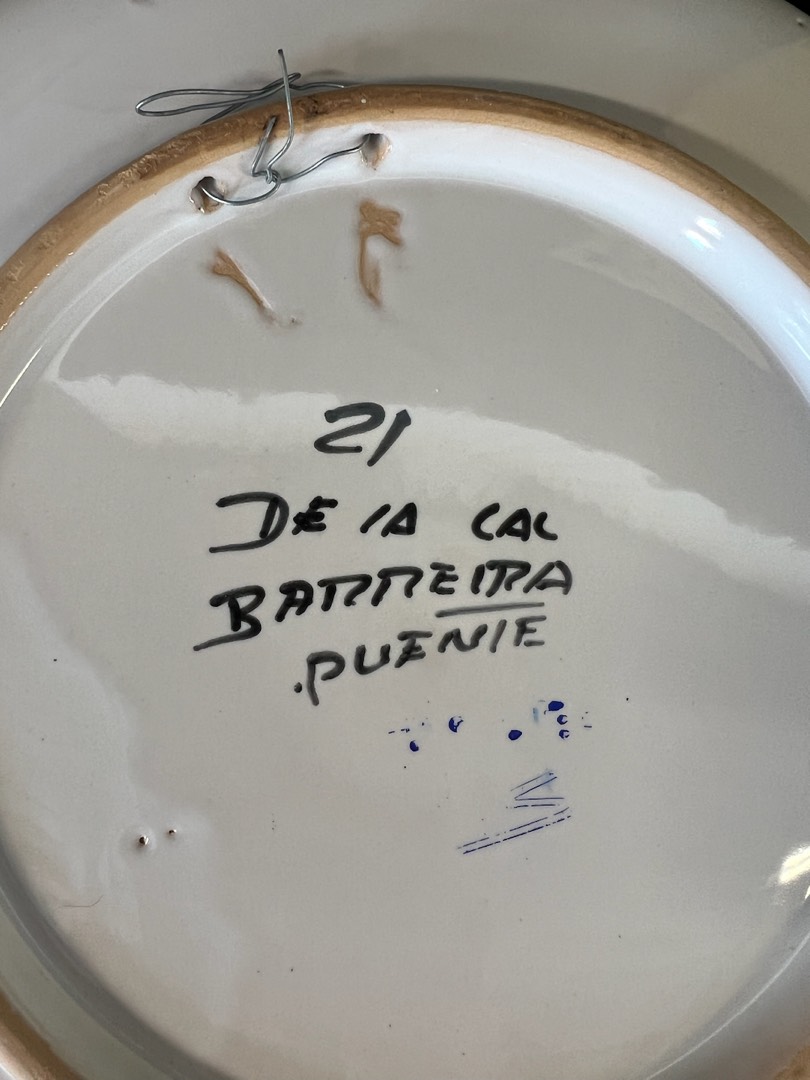 21
DE LA CAL
BARREIRA
PUENTE